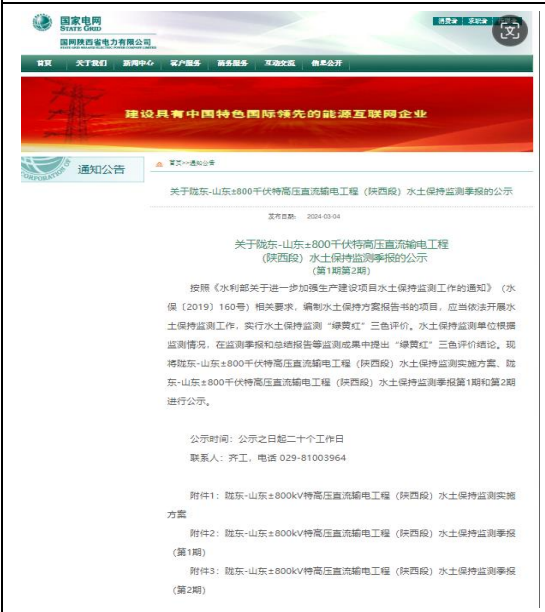 国家电网
STATE GRID
国网陕西省电力有限公司
消费者 求职者
首页 关于我们 新闻中心 客户服务 商务服务 互动交流 信息公开
建设具有中国特色国际领先的能源互联网企业
通知公告
首页>>通知公告
关于陇东-山东±800千伏特高压直流输电工程（陕西段）水土保持监测季报的公示
发布日期： 2024-03-04
关于陇东-山东±800千伏特高压直流输电工程
（陕西段）水土保持监测季报的公示
（第1期第2期）
按照《水利部关于进一步加强生产建设项目水土保持监测工作的通知》（水
保〔2019〕160号）相关要求，编制水土保持方案报告书的项目，应当依法开展水
土保持监测工作，实行水土保持监测“绿黄红”三色评价。水土保持监测单位根据
监测情况，在监测季报和总结报告等监测成果中提出“绿黄红”三色评价结论。现
将陇东-山东±800千伏特高压直流输电工程（陕西段）水土保持监测实施方案、陇
东-山东±800千伏特高压直流输电工程（陕西段）水土保持监测季报第1期和第2期
进行公示。
公示时间：公示之日起二十个工作日
联系人：齐工，电话 029-81003964
附件1：陇东-山东±800kV特高压直流输电工程（陕西段）水土保持监测实施
方案
附件2：陇东-山东±800kV特高压直流输电工程（陕西段）水土保持监测季报
（第1期）
附件3：陇东-山东±800kV特高压直流输电工程（陕西段）水土保持监测季报
（第2期）